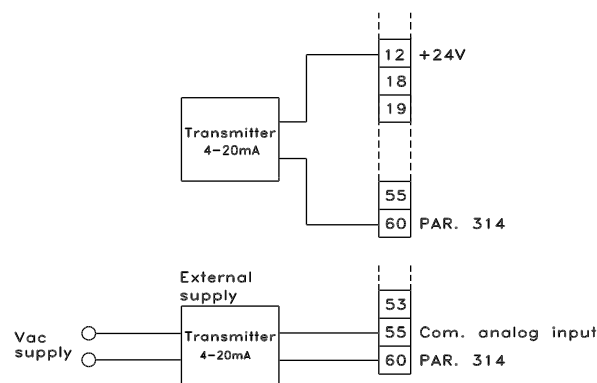 12 +24V
18
19
Transmitter
4-20mA
55
60 PAR. 314
External
supply
53
Vac
supply
Transmitter
4-20mA
55 Com. analog input
60 PAR. 314